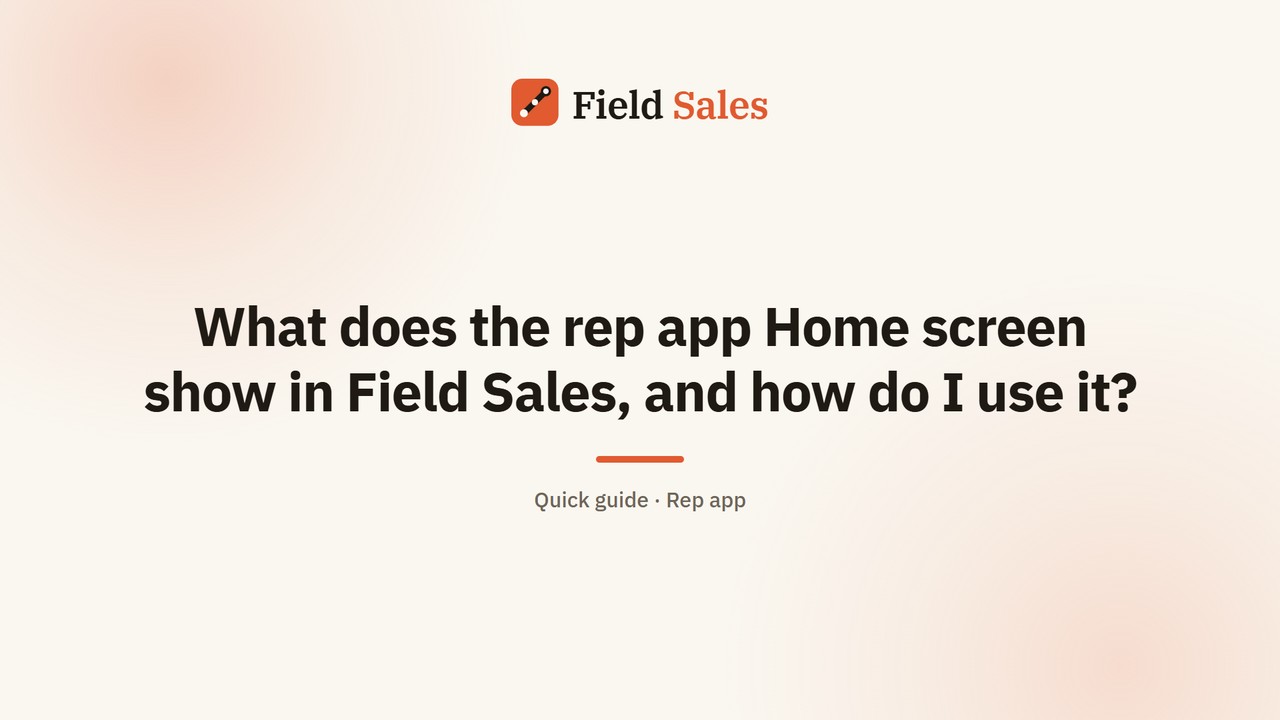 Field Sales
What does the rep app Home screen
show in Field Sales, and how do I use it?
Quick guide · Rep app